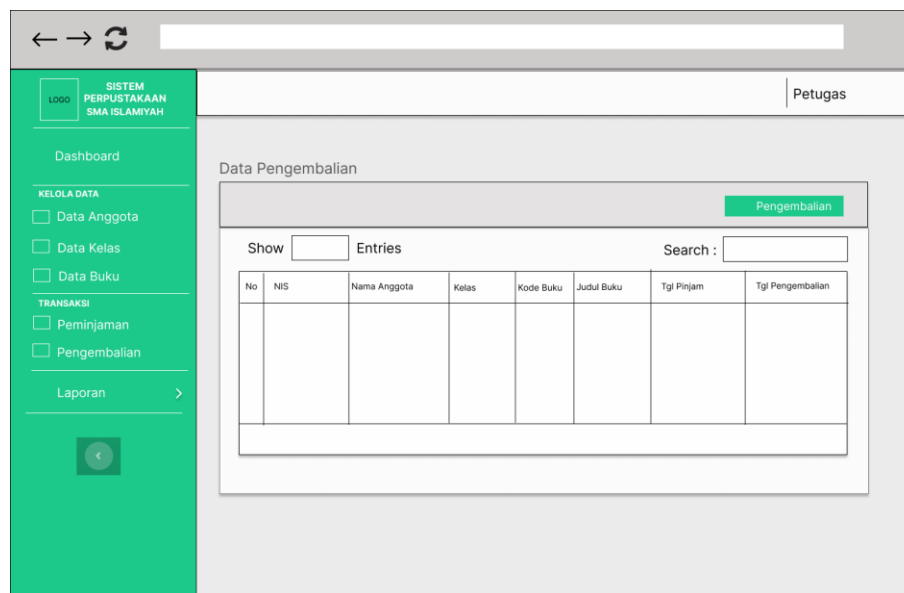 LOGO
SISTEM
PERPUSTAKAAN
SMA ISLAMIYAH
Petugas
Dashboard
KELOLA DATA
Data Anggota
Data Kelas
Data Buku
TRANSAKSI
Peminjaman
Pengembalian
Laporan
Data Pengembalian
Pengembalian
Show Entries Search :
No NIS Nama Anggota Kelas Kode Buku Judul Buku Tgl Pinjam Tgl Pengembalian